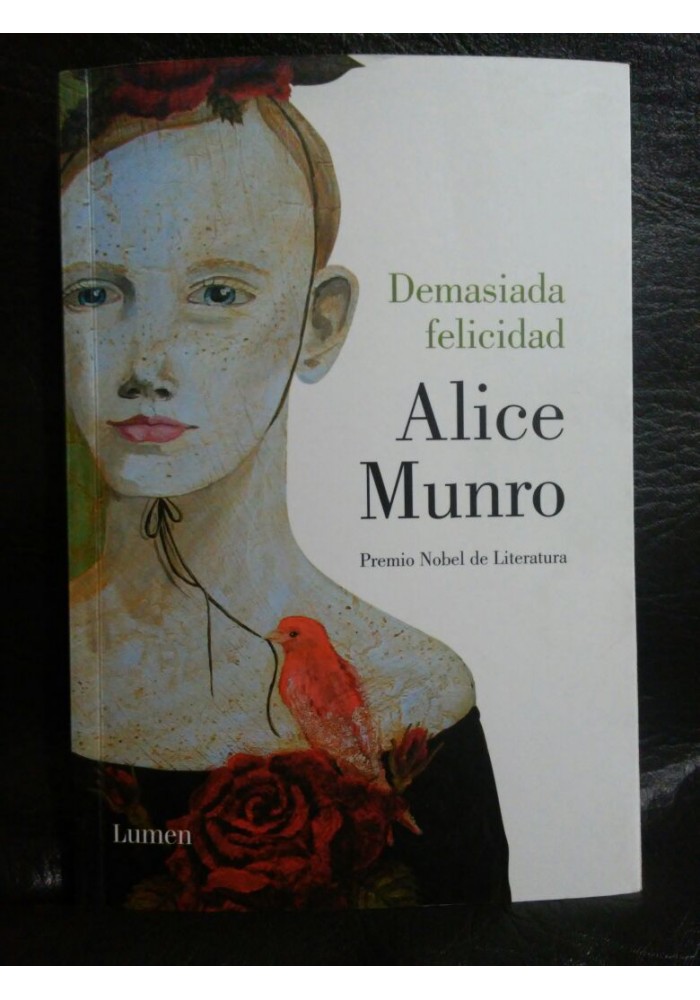 Demasiada
felicidad
Alice
Munro
Premio Nobel de Literatura
Lumen